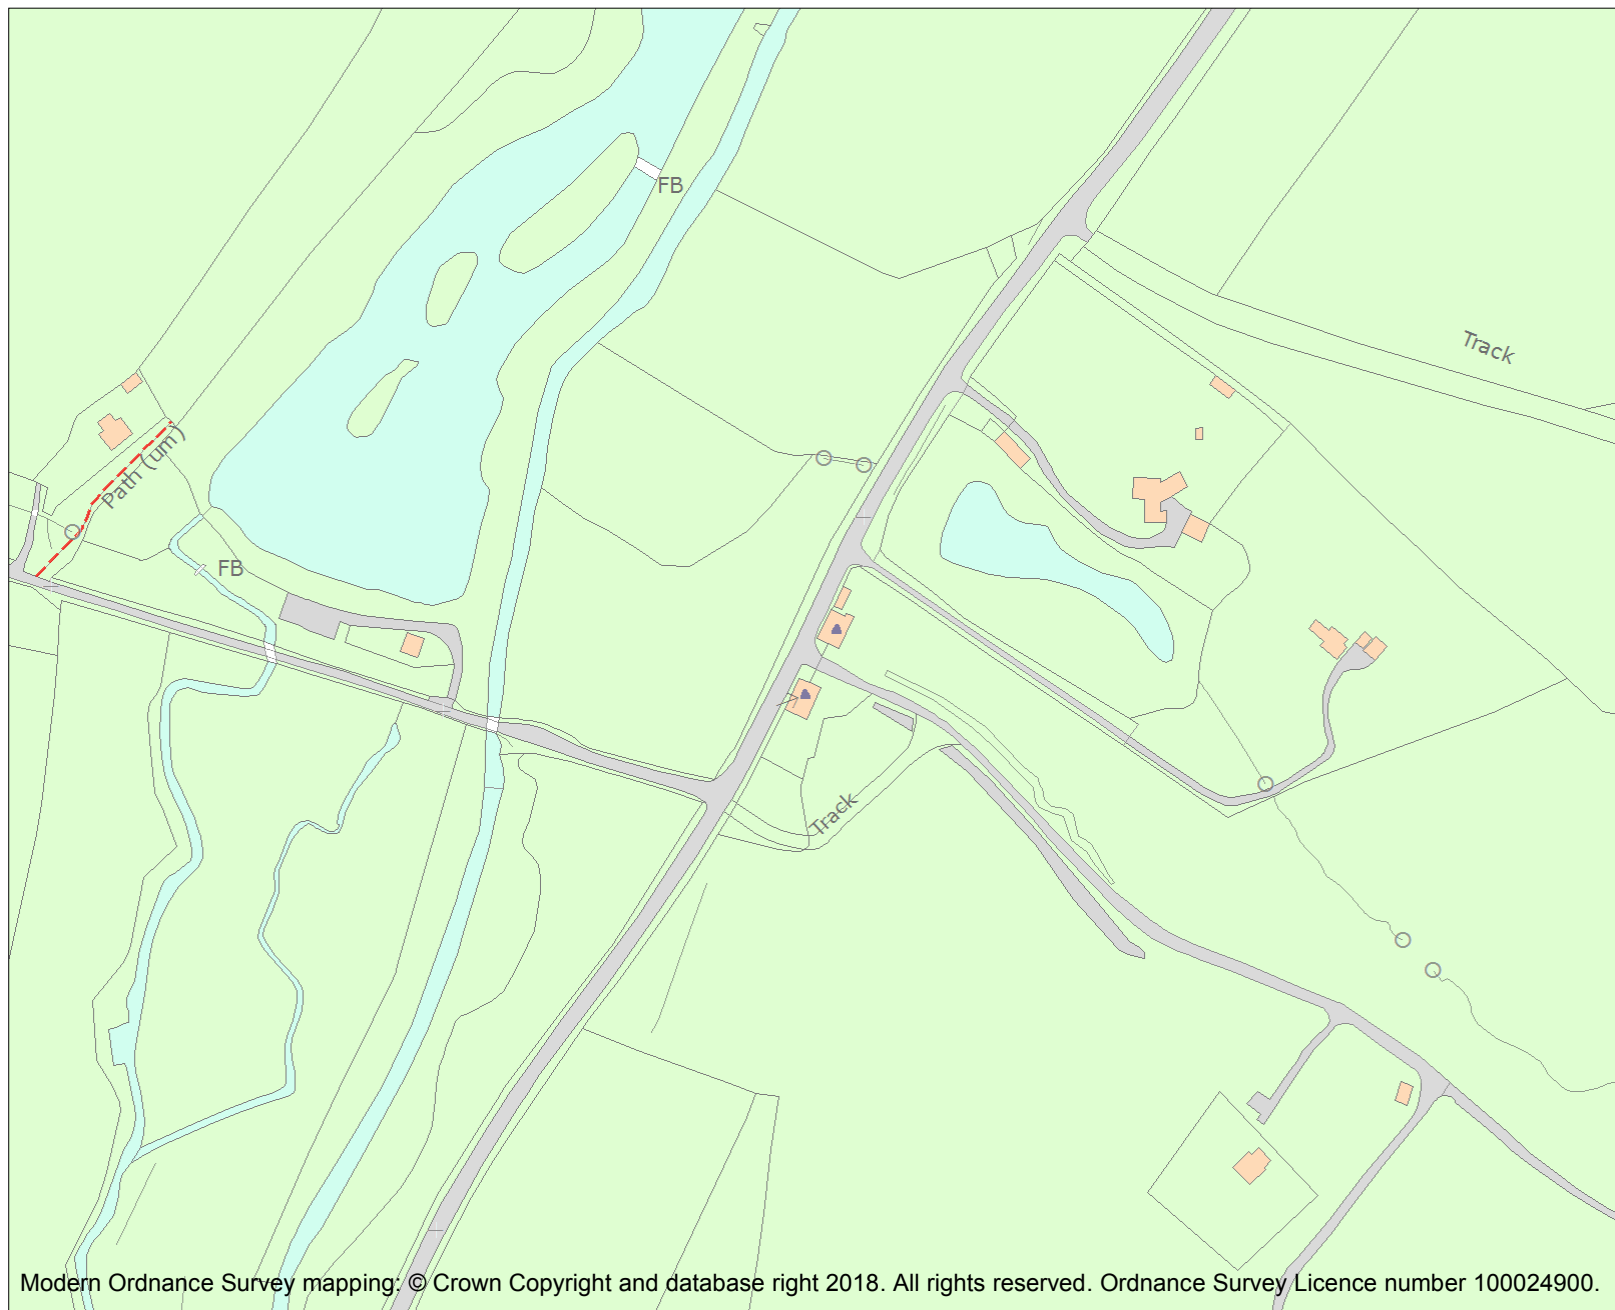 FB
Track
Path (um)
FB
Track
Modern Ordnance Survey mapping: © Crown Copyright and database right 2018. All rights reserved. Ordnance Survey Licence number 100024900.